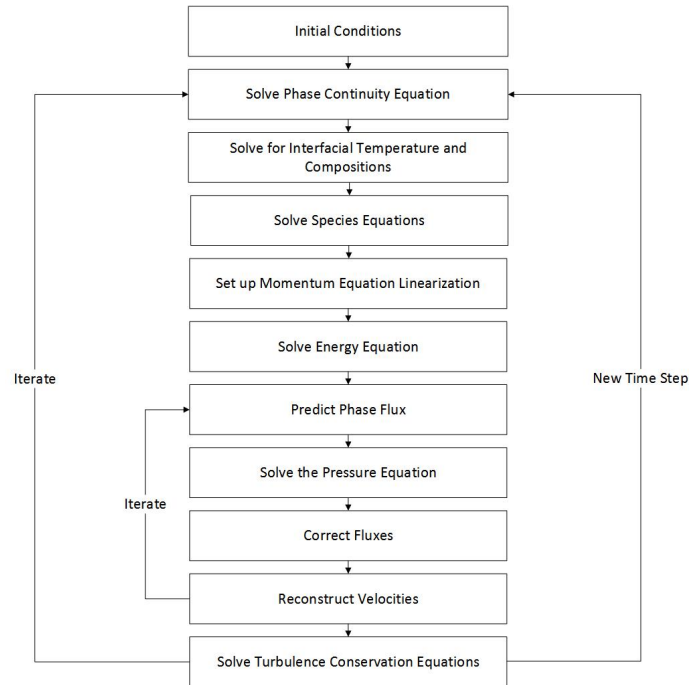 Initial Conditions
Solve Phase Continuity Equation
Solve for Interfacial Temperature and
Compositions
Solve Species Equations
Set up Momentum Equation Linearization
Solve Energy Equation
Iterate
New Time Step
Predict Phase Flux
Solve the Pressure Equation
Iterate
Correct Fluxes
Reconstruct Velocities
Solve Turbulence Conservation Equations